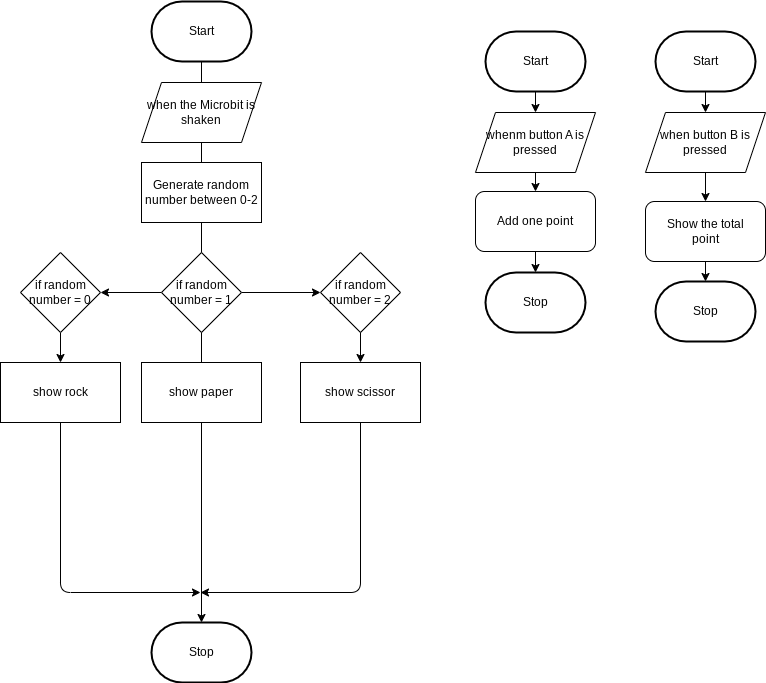 Start
when the Microbit is
shaken
Generate random
number between 0-2
if random
number = 0
if random
number = 1
if random
number = 2
show rock
show paper
show scissor
Stop
Start
whenm button A is
pressed
Add one point
Stop
Start
when button B is
pressed
Show the total
point
Stop